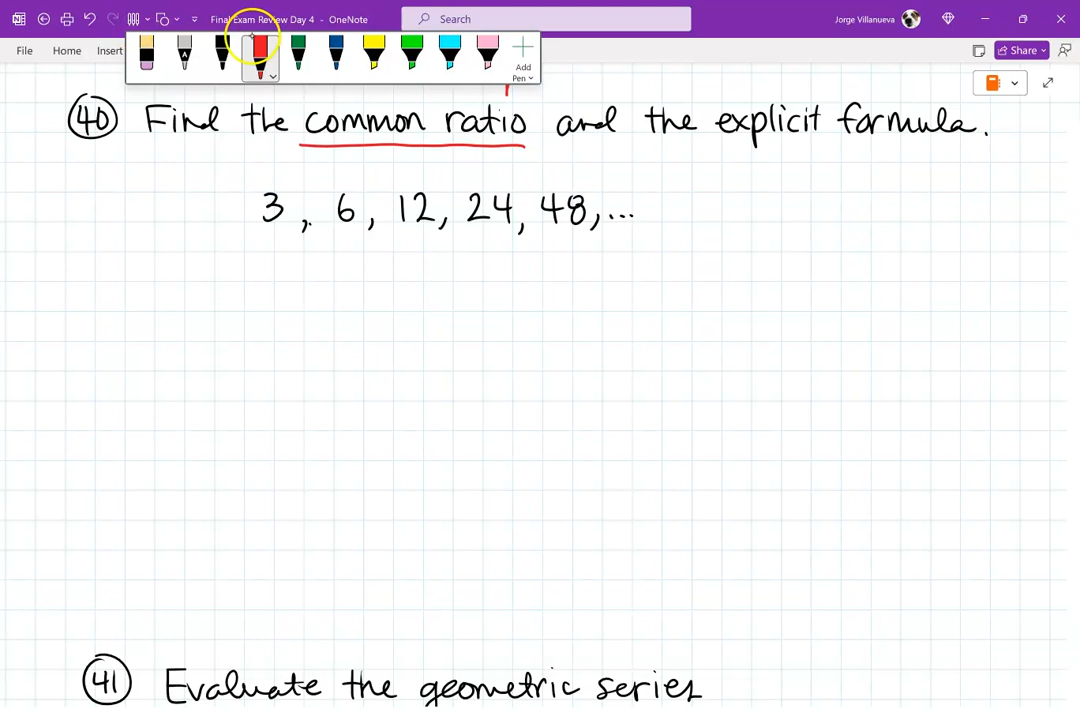 Final Exam Review Day 4 - OneNote
Search
Jorge Villanueva
File Home Insert
Share
A
Add
Pen
40 Find the common ratio and the explicit formula.
3, 6, 12, 24, 48, ...
41 Evaluate the geometric series